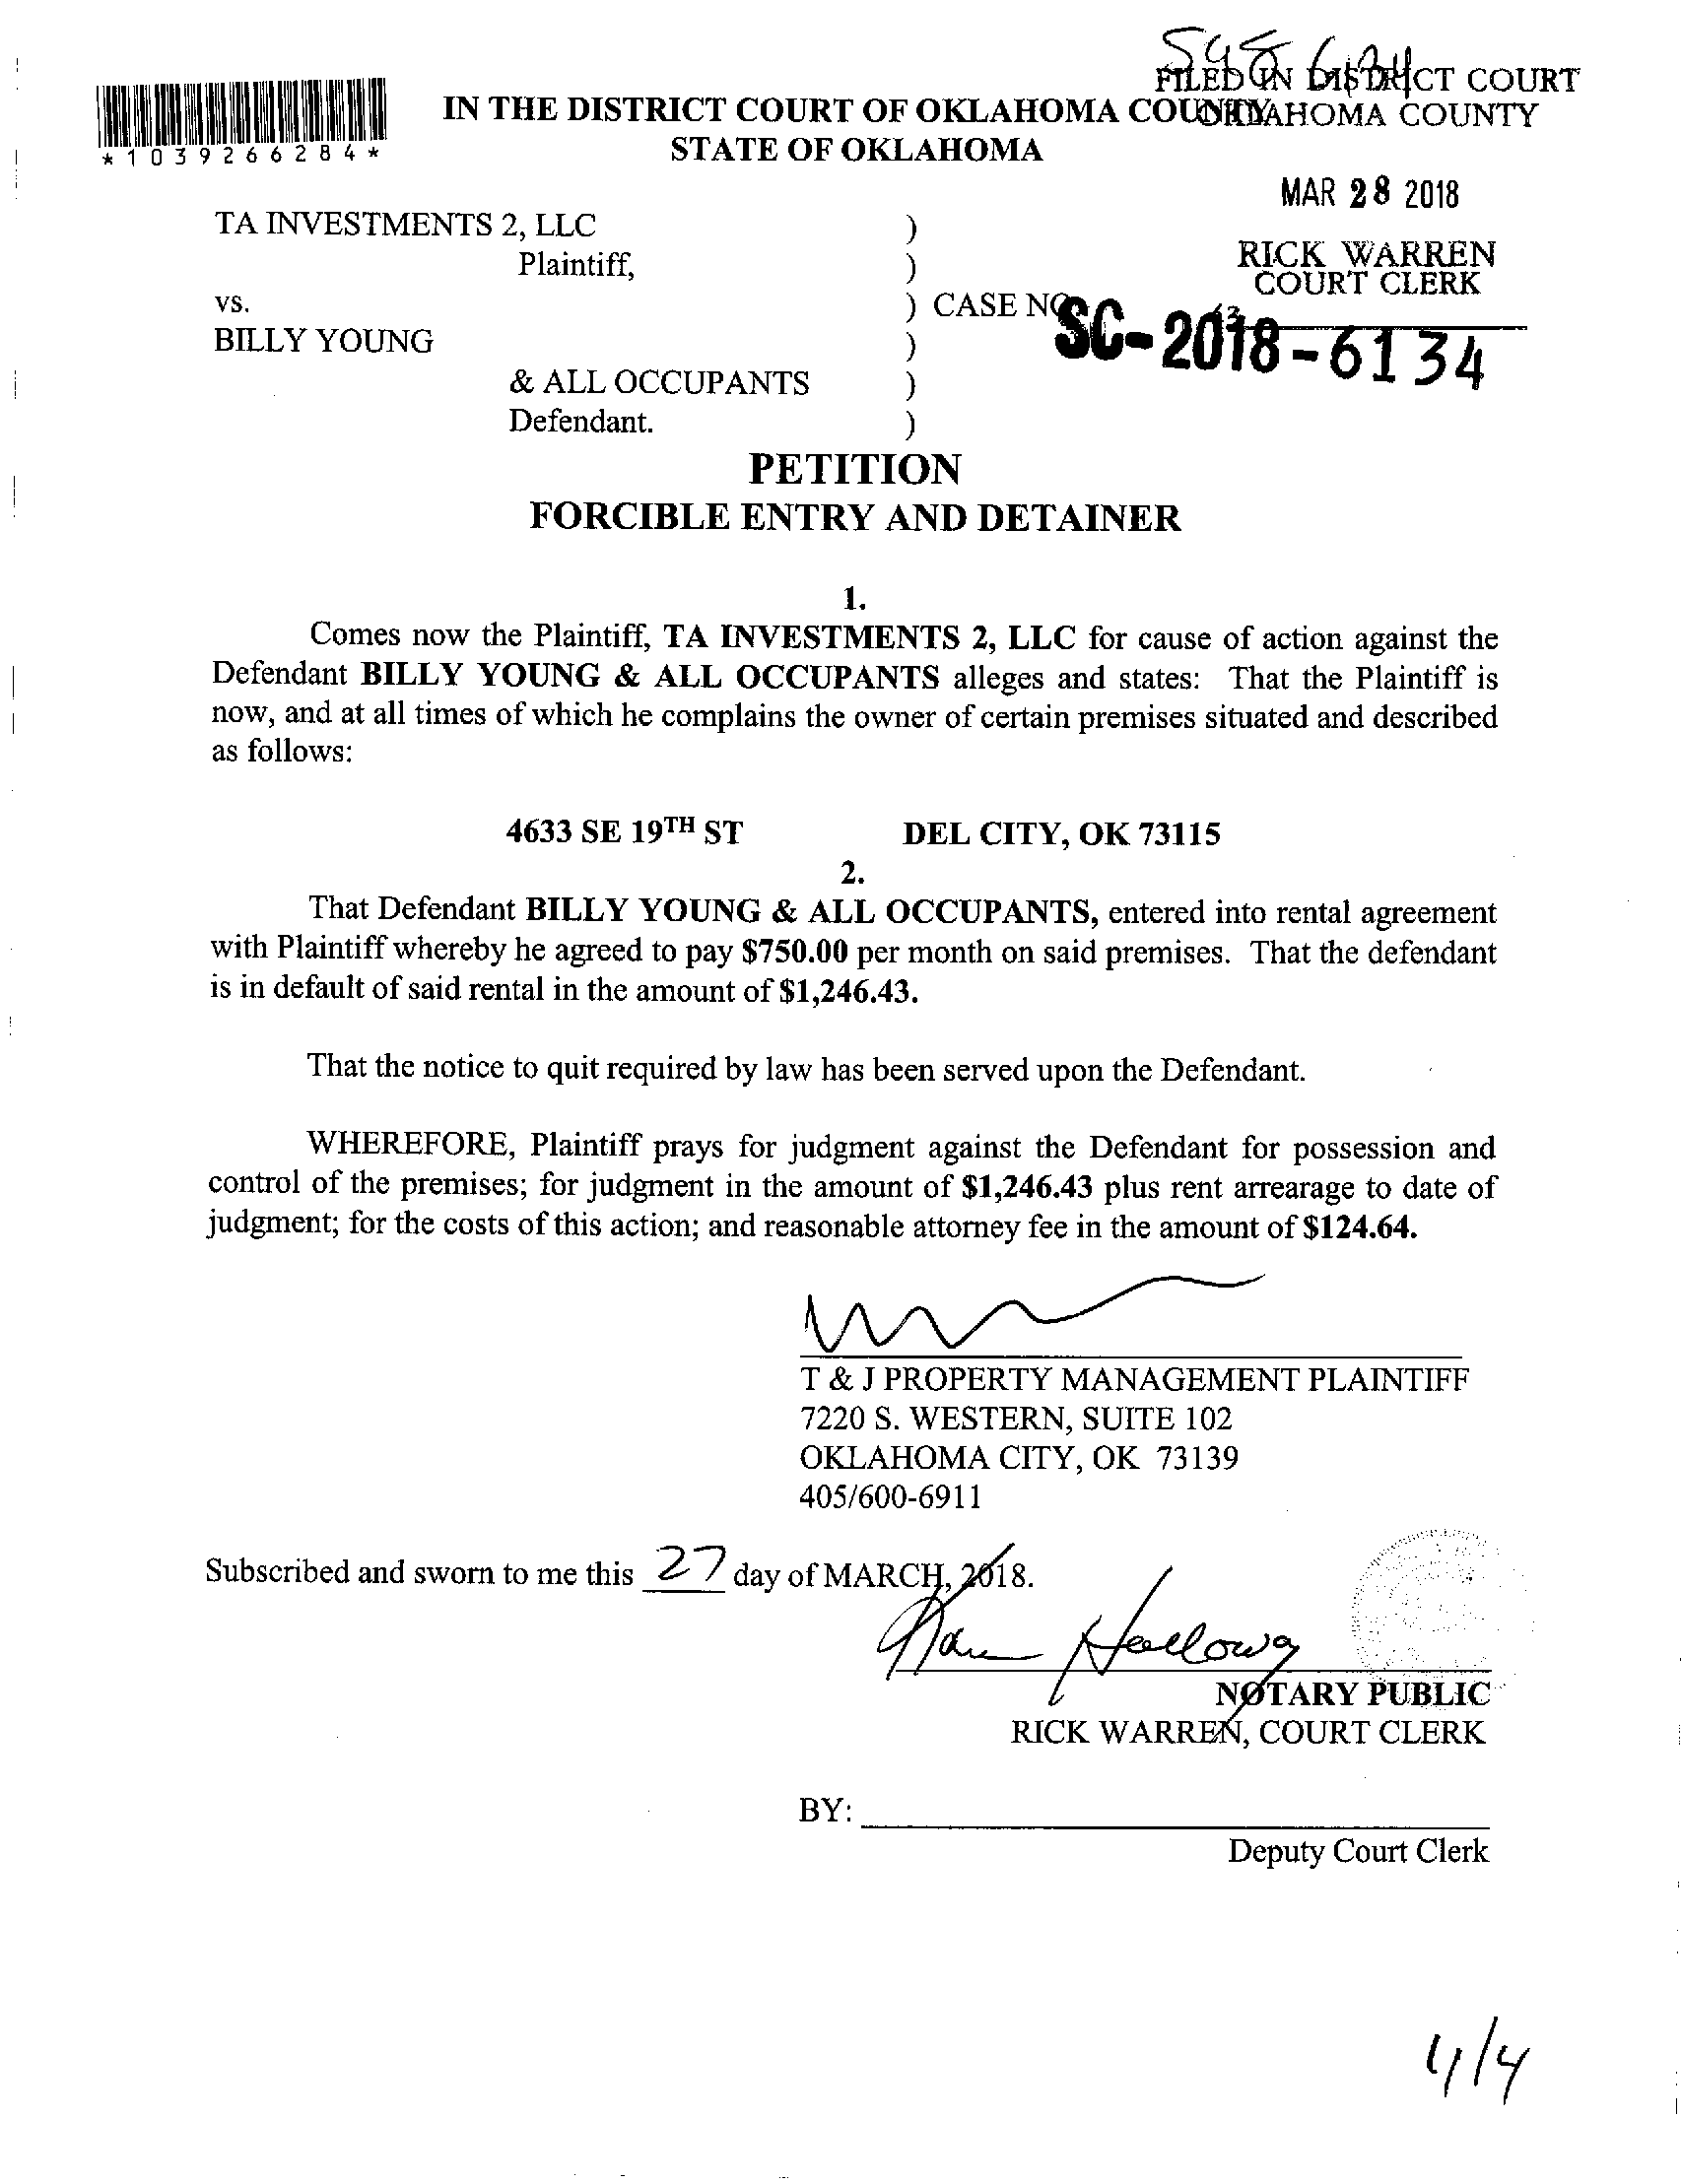 FILED IN DISTRICT COURT
OKLAHOMA COUNTY
IN THE DISTRICT COURT OF OKLAHOMA COUNTY
STATE OF OKLAHOMA
*1039266284*
MAR 28 2018
RICK WARREN
COURT CLERK
TA INVESTMENTS 2, LLC )
Plaintiff, )
vs. ) CASE NO.
SC-2018-6134
BILLY YOUNG )
& ALL OCCUPANTS )
Defendant. )
PETITION
FORCIBLE ENTRY AND DETAINER
1.
Comes now the Plaintiff, TA INVESTMENTS 2, LLC for cause of action against the
Defendant BILLY YOUNG & ALL OCCUPANTS alleges and states: That the Plaintiff is
now, and at all times of which he complains the owner of certain premises situated and described
as follows:
4633 SE 19TH ST DEL CITY, OK 73115
2.
That Defendant BILLY YOUNG & ALL OCCUPANTS, entered into rental agreement
with Plaintiff whereby he agreed to pay $750.00 per month on said premises. That the defendant
is in default of said rental in the amount of $1,246.43.
That the notice to quit required by law has been served upon the Defendant.
WHEREFORE, Plaintiff prays for judgment against the Defendant for possession and
control of the premises; for judgment in the amount of $1,246.43 plus rent arrearage to date of
judgment; for the costs of this action; and reasonable attorney fee in the amount of $124.64.
T & J PROPERTY MANAGEMENT PLAINTIFF
7220 S. WESTERN, SUITE 102
OKLAHOMA CITY, OK 73139
405/600-6911
Subscribed and sworn to me this 27 day of MARCH, 2018.
Holloway
NOTARY PUBLIC
RICK WARREN, COURT CLERK
BY:
Deputy Court Clerk
4/4